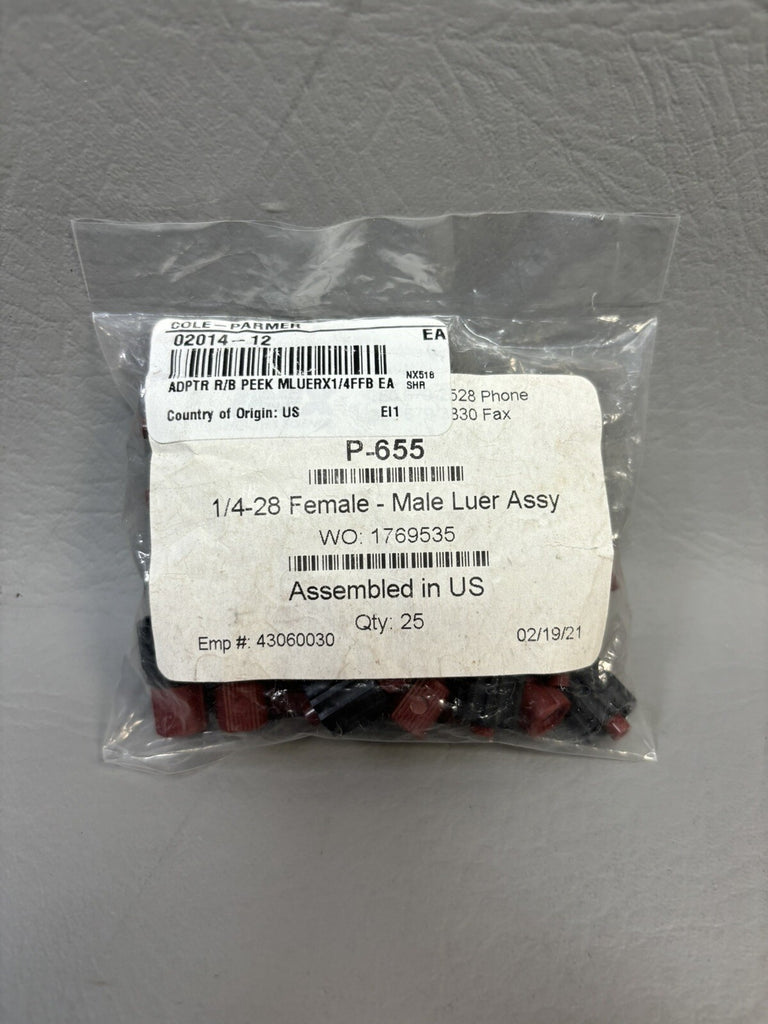 COLE-PARMER
02014-12 EA
ADPTR R/B PEEK MLUERX1/4FFB EA
NX518
SHR
Country of Origin: US EI1
528 Phone
330 Fax
P-655
1/4-28 Female - Male Luer Assy
WO: 1769535
Assembled in US
Qty: 25
Emp #: 43060030 02/19/21